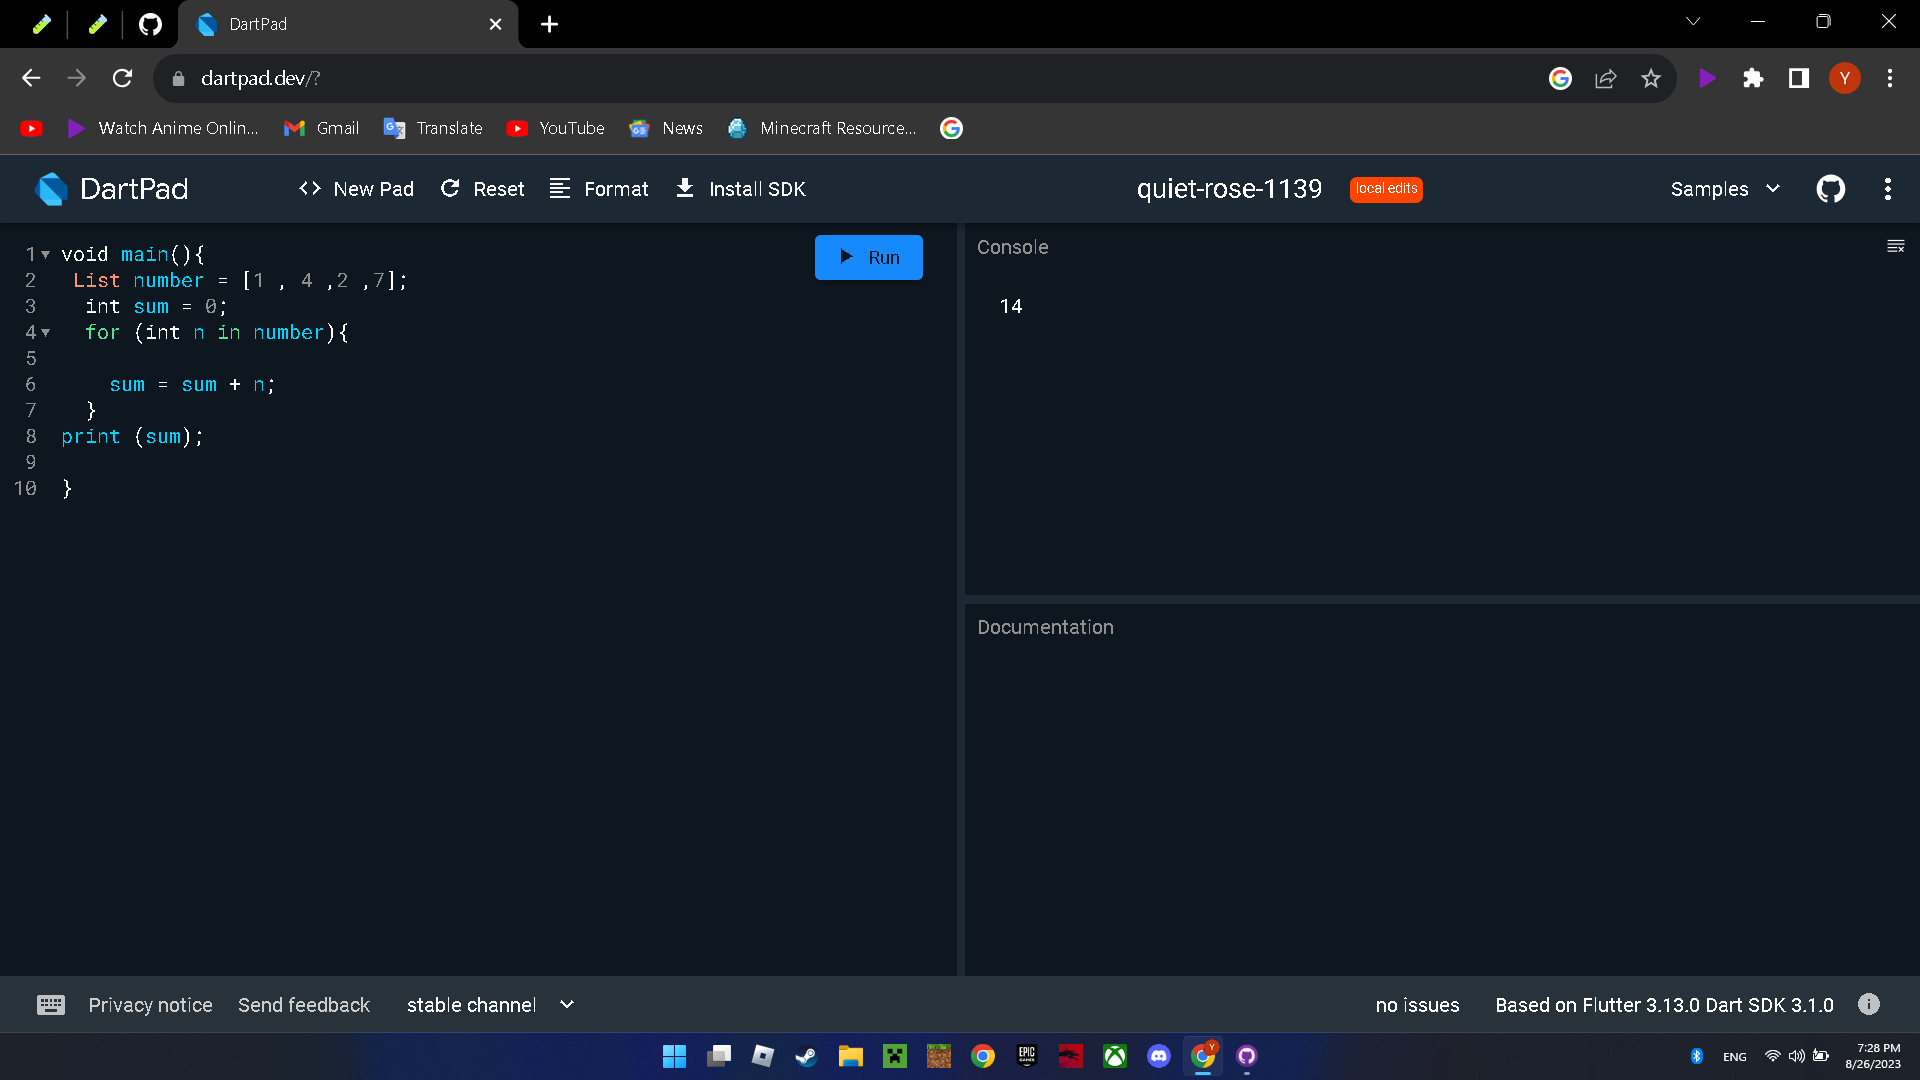 DartPad
dartpad.dev/?
Y
Watch Anime Onlin...
Gmail
Translate
YouTube
News
Minecraft Resource...
DartPad
New Pad
Reset
Format
Install SDK
quiet-rose-1139
local edits
Samples
1 void main(){
2 List number = [1 , 4 ,2 ,7];
3 int sum = 0;
4 for (int n in number){
5
6 sum = sum + n;
7 }
8 print (sum);
9
10 }
Run
Console
14
Documentation
Privacy notice
Send feedback
stable channel
no issues
Based on Flutter 3.13.0 Dart SDK 3.1.0
EPIC
GAMES
Y
ENG
7:28 PM
8/26/2023